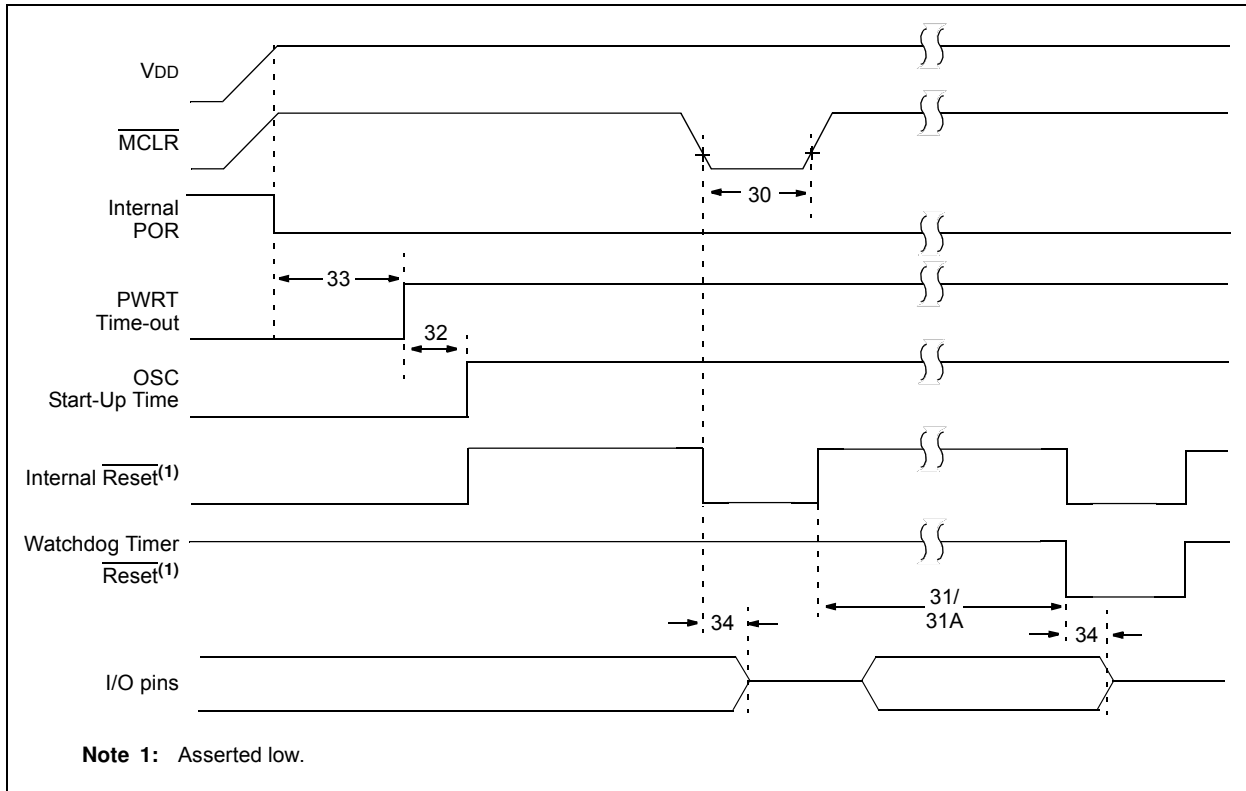 VDD
MCLR
30
Internal
POR
33
PWRT
Time-out
32
OSC
Start-Up Time
Internal Reset(1)
Watchdog Timer
Reset(1)
31/
31A
34
34
I/O pins
Note 1: Asserted low.